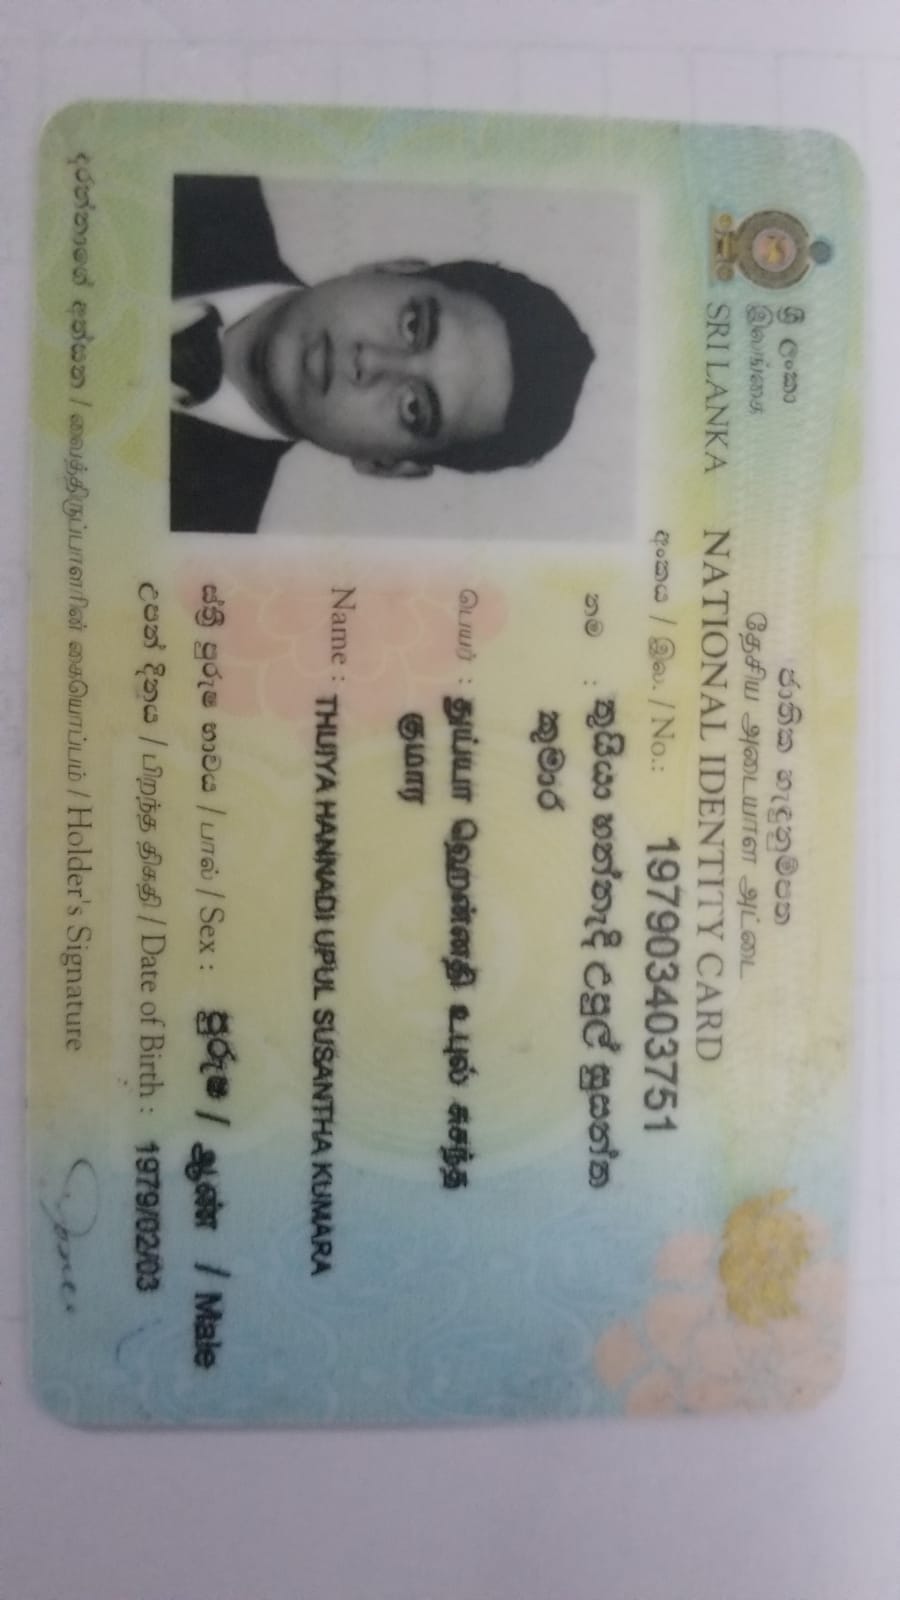 ශ්‍රී ලංකා ජාතික හැඳුනුම්පත
இலங்கை தேசிய அடையாள அட்டை
SRI LANKA NATIONAL IDENTITY CARD
අංකය / இல. / No.: 197903403751
නම : තුයියා හන්නැදි උපුල් සුසන්ත
කුමාර
பெயர் : துய்யா ஹென்னதி உபுல் சுசந்த
குமார
Name : THUIYA HANNADI UPUL SUSANTHA KUMARA
ස්ත්‍රී පුරුෂ භාවය / பால் / Sex : පුරුෂ / ஆண் / Male
උපන් දිනය / பிறந்த திகதி / Date of Birth : 1979/02/03
දරන්නාගේ අත්සන / வைத்திருப்பாளரின் கையொப்பம் / Holder's Signature